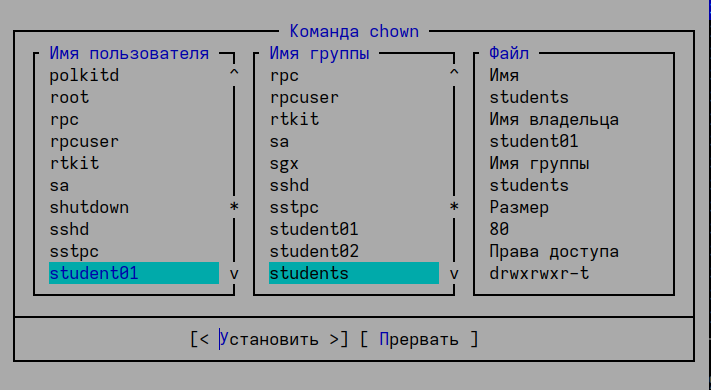 Команда chown
Имя пользователя
polkitd ^
root
rpc
rpcuser
rtkit
sa
shutdown *
sshd
sstpc
student01 v
Имя группы
rpc ^
rpcuser
rtkit
sa
sgx
sshd
sstpc *
student01
student02
students v
Файл
Имя
students
Имя владельца
student01
Имя группы
students
Размер
80
Права доступа
drwxrwxr-t
[< Установить >] [ Прервать ]